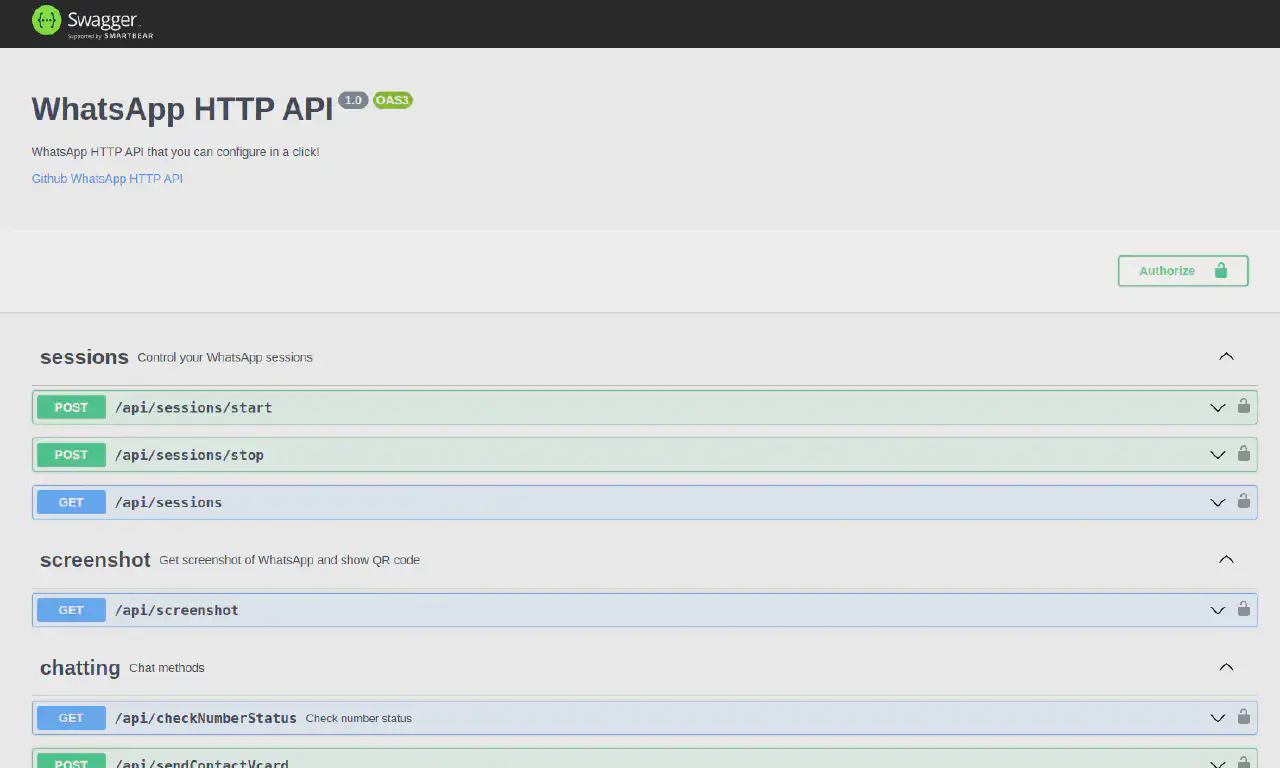 Swagger
Supported by SMARTBEAR
WhatsApp HTTP API 1.0 OAS3
WhatsApp HTTP API that you can configure in a click!
Github WhatsApp HTTP API
Authorize
sessions Control your WhatsApp sessions
POST /api/sessions/start
POST /api/sessions/stop
GET /api/sessions
screenshot Get screenshot of WhatsApp and show QR code
GET /api/screenshot
chatting Chat methods
GET /api/checkNumberStatus Check number status
POST /api/sendContactVcard